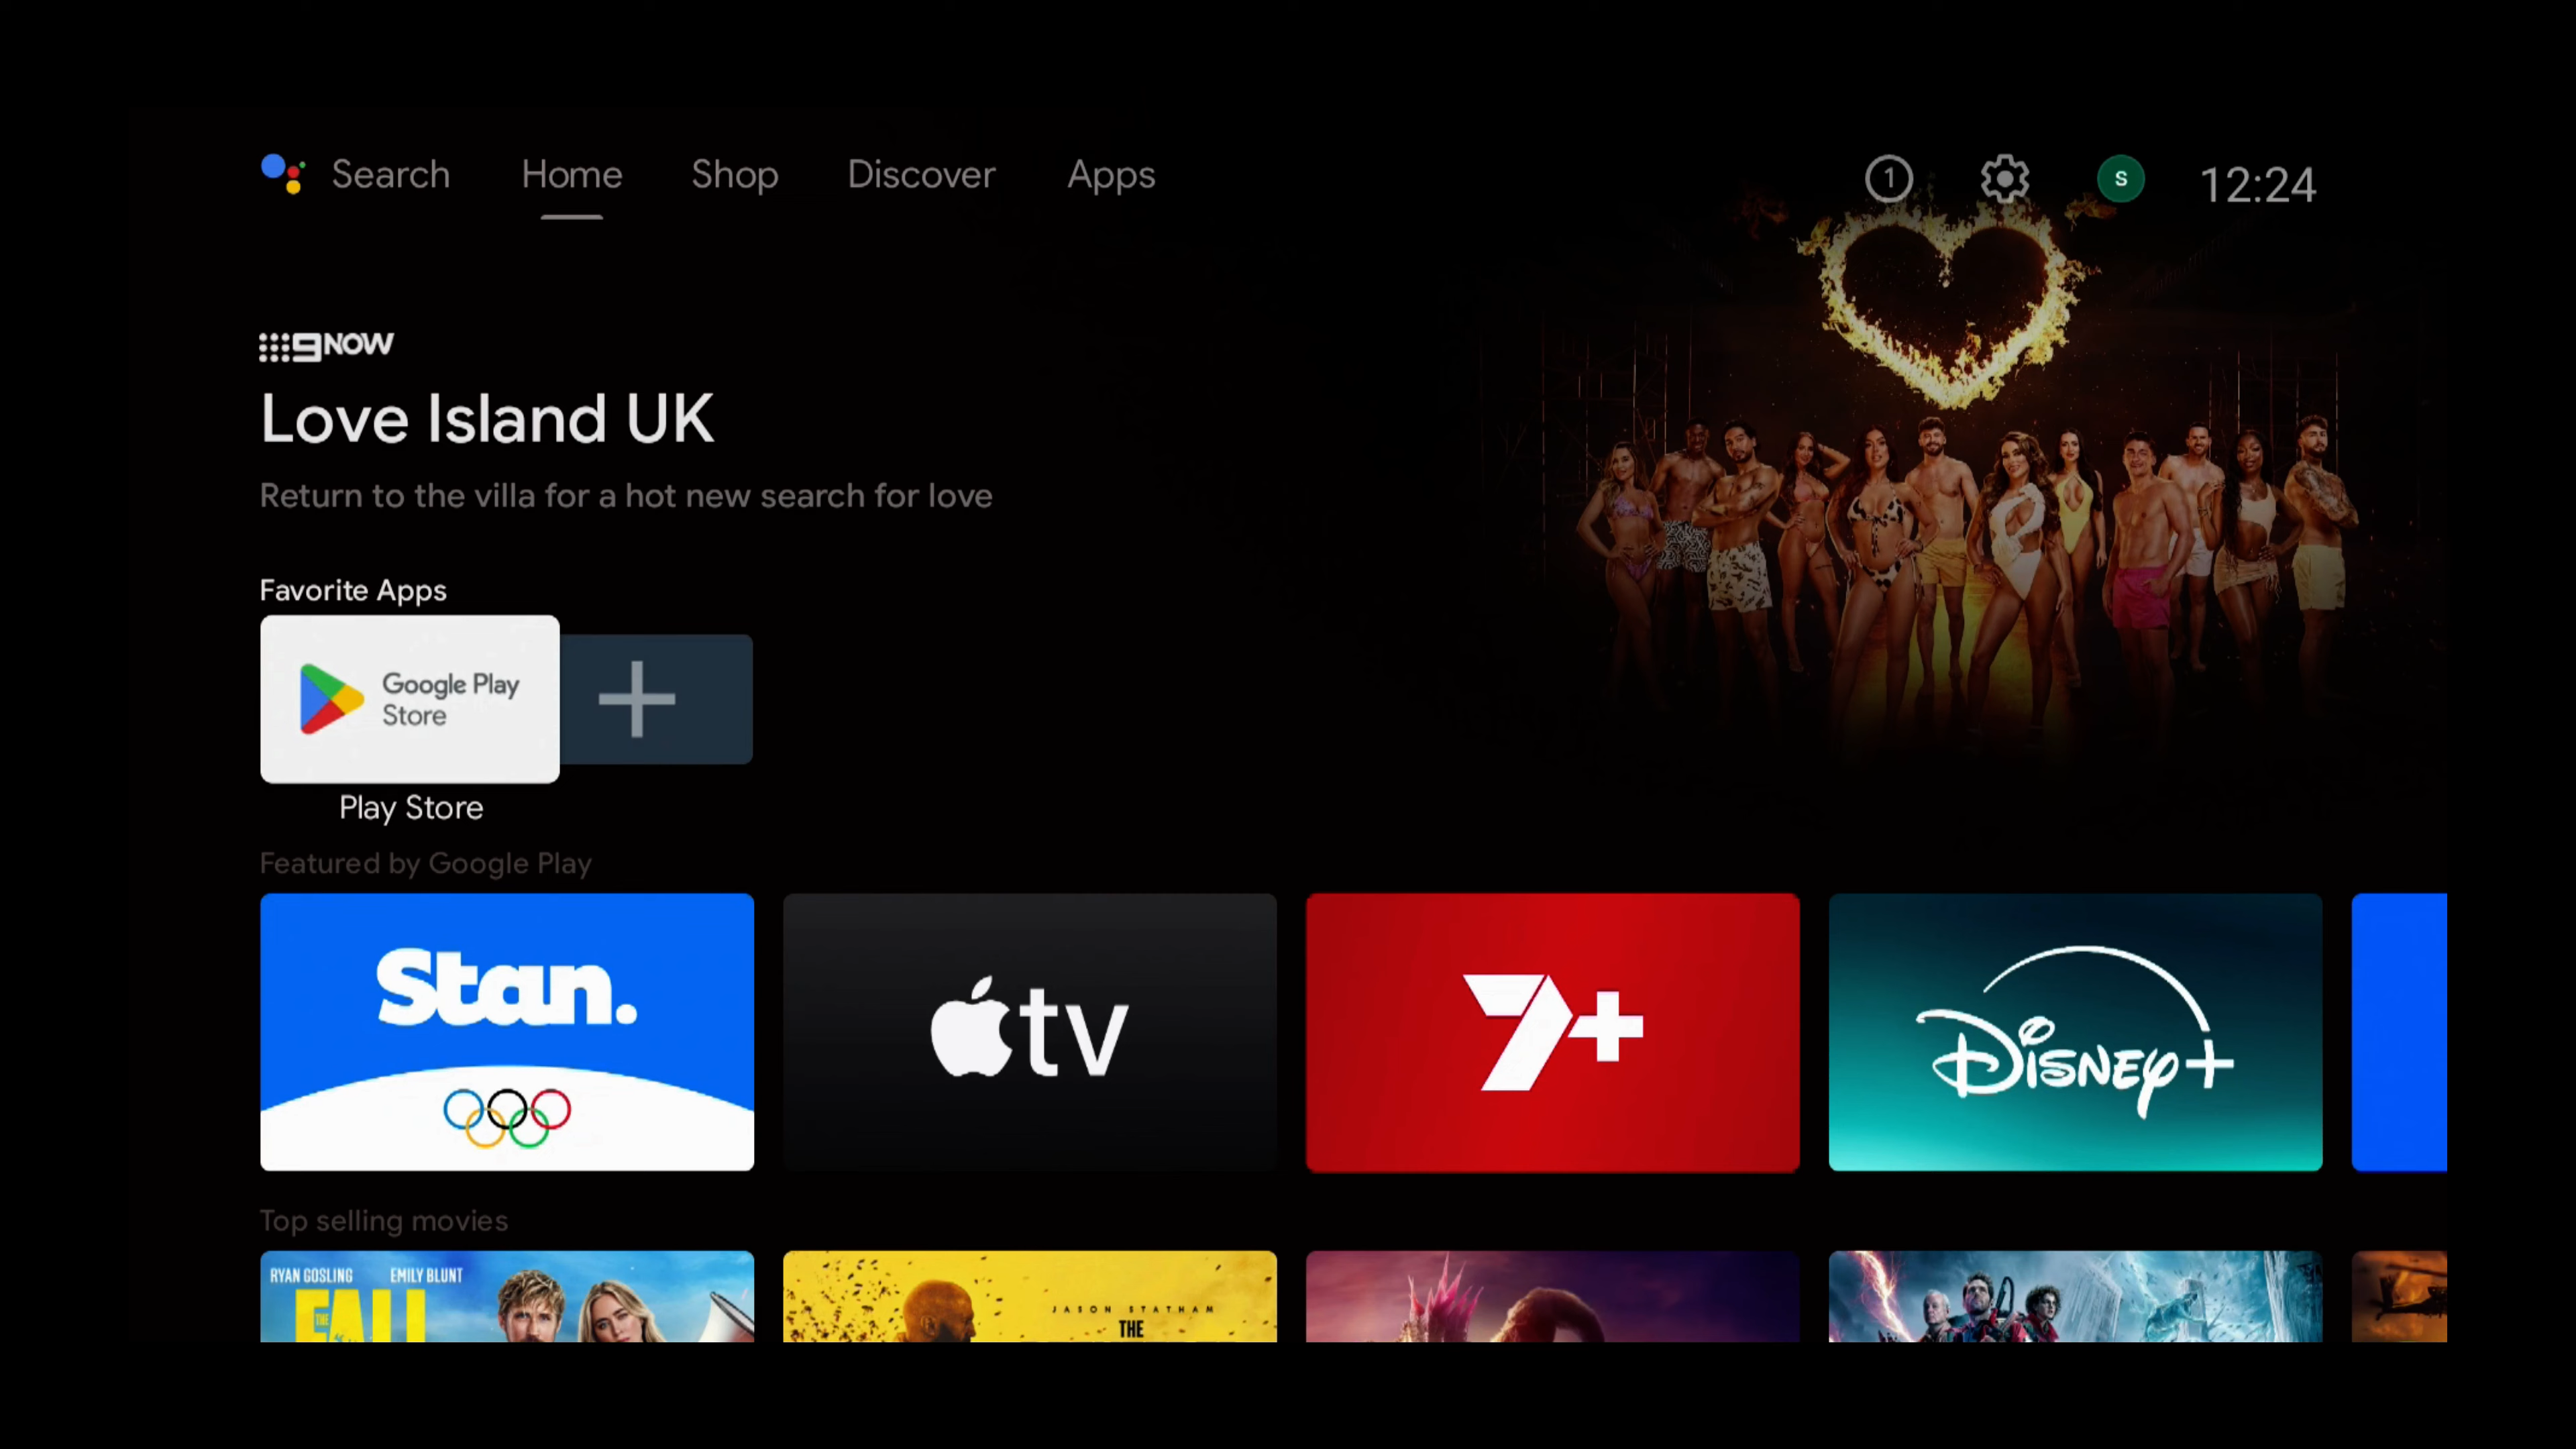 Search Home Shop Discover Apps 1 S 12:24
9NOW
Love Island UK
Return to the villa for a hot new search for love
Favorite Apps
Google Play
Store
Play Store
Featured by Google Play
Stan.
tv
7+
Disney+
Top selling movies
RYAN GOSLING EMILY BLUNT
THE
FALL
JASON STATHAM
THE